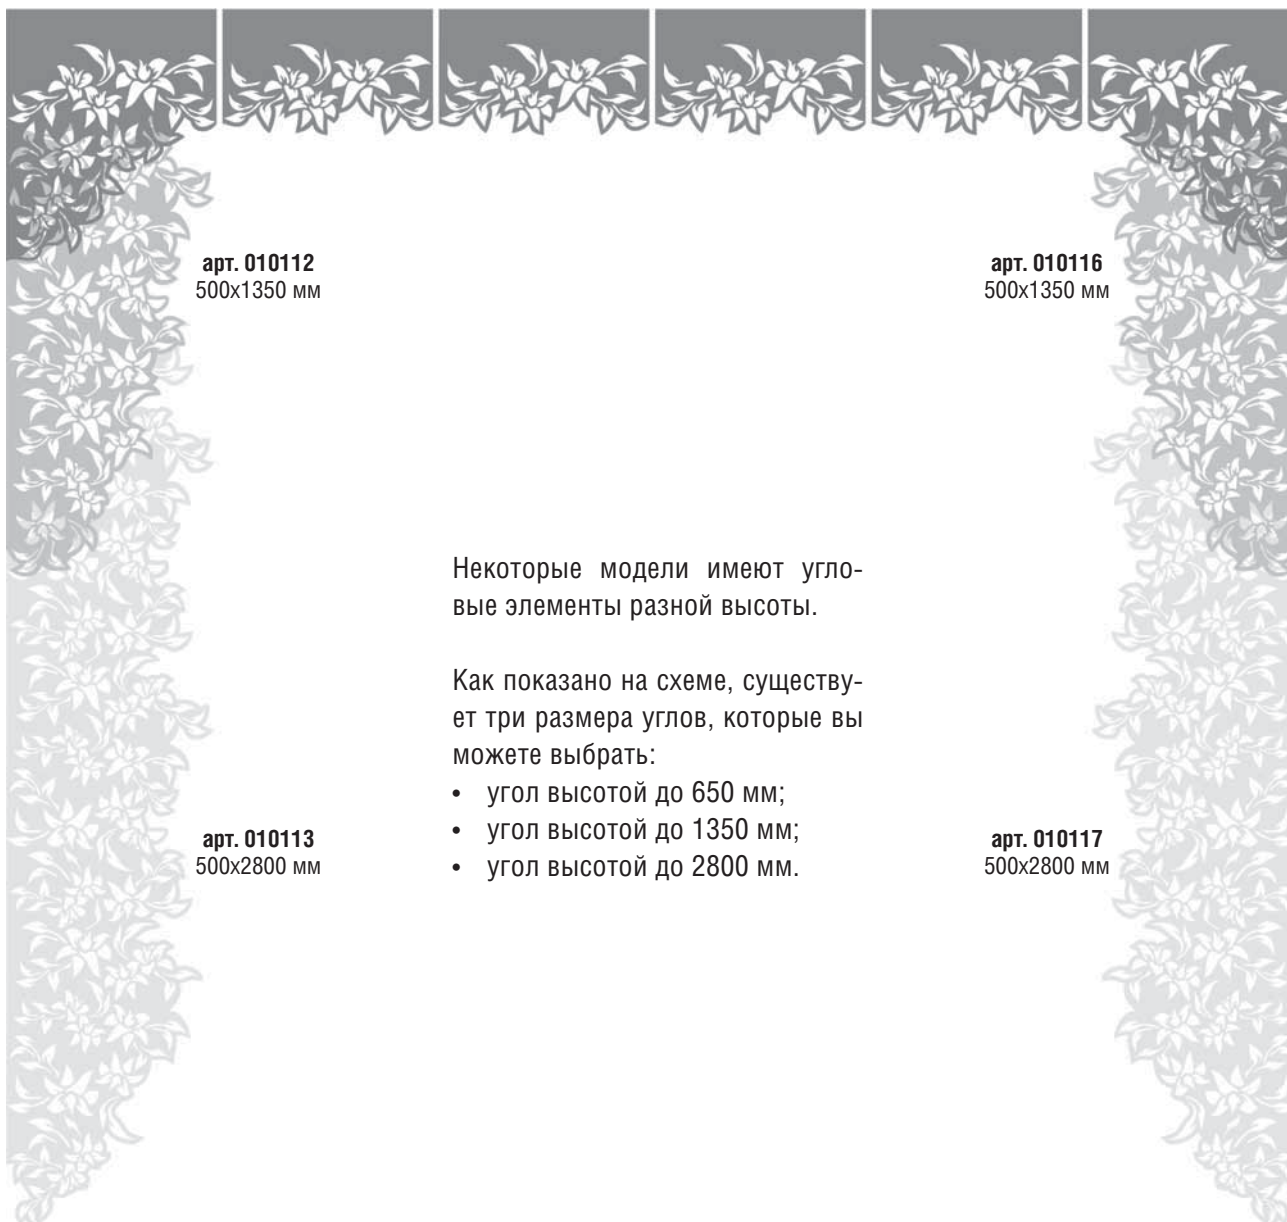 арт. 010112
500х1350 мм
арт. 010116
500х1350 мм
Некоторые модели имеют угло-
вые элементы разной высоты.
Как показано на схеме, существу-
ет три размера углов, которые вы
можете выбрать:
• угол высотой до 650 мм;
• угол высотой до 1350 мм;
• угол высотой до 2800 мм.
арт. 010113
500х2800 мм
арт. 010117
500х2800 мм